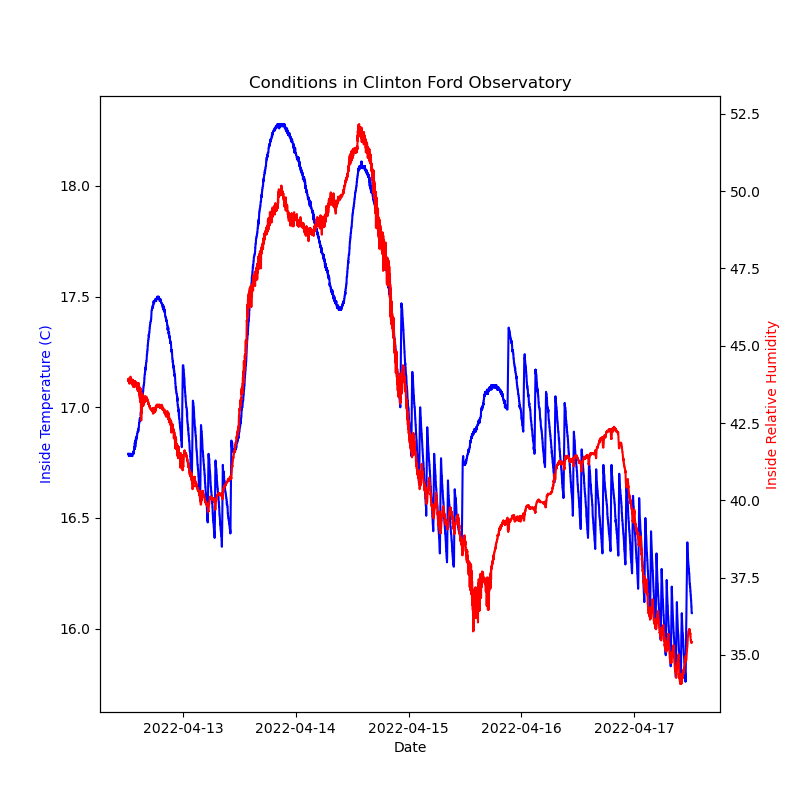 Conditions in Clinton Ford Observatory
Inside Temperature (C)
18.0
17.5
17.0
16.5
16.0
52.5
50.0
47.5
45.0
42.5
40.0
37.5
35.0
Inside Relative Humidity
2022-04-13 2022-04-14 2022-04-15 2022-04-16 2022-04-17
Date